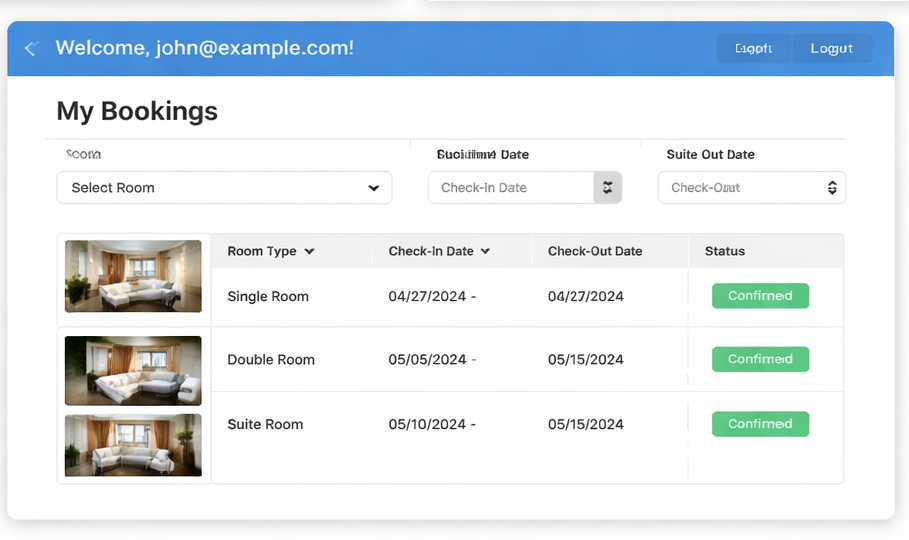 Welcome, john@example.com!
Logut
My Bookings
Date
Suite Out Date
Select Room
Check-in Date
Room Type
Check-in Date
Check-Out Date
Status
Single Room
04/27/2024 -
04/27/2024
Confirmed
Double Room
05/05/2024 -
05/15/2024
Confirmed
Suite Room
05/10/2024 -
05/15/2024
Confirmed